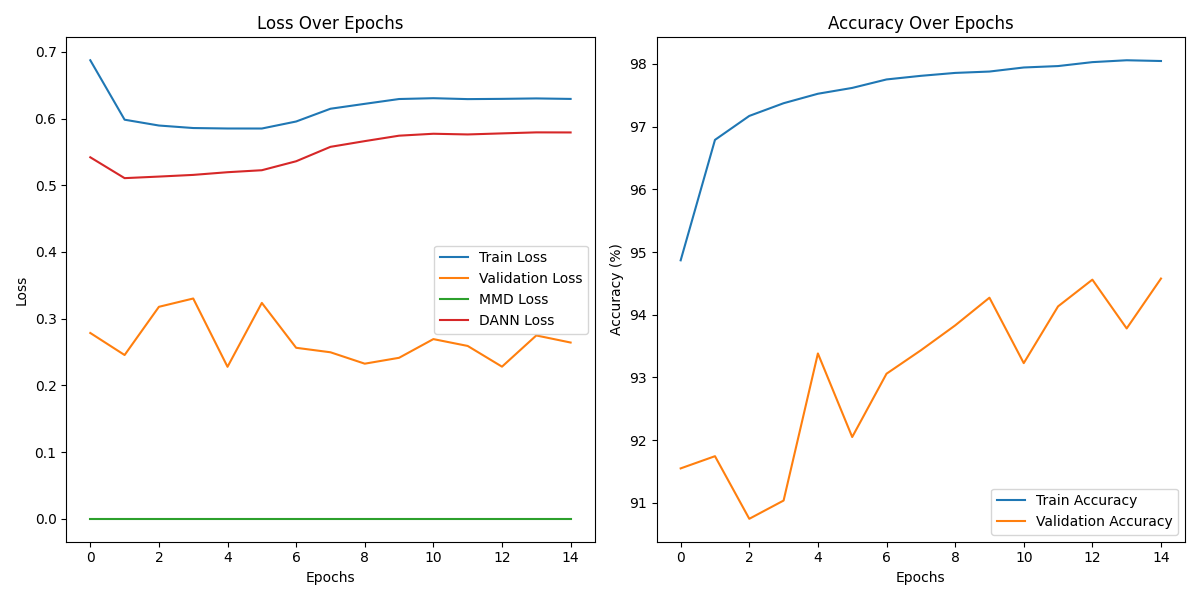 Loss Over Epochs
0.7
0.6
0.5
0.4
0.3
0.2
0.1
0.0
Loss
Train Loss
Validation Loss
MMD Loss
DANN Loss
0 2 4 6 8 10 12 14
Epochs
Accuracy Over Epochs
98
97
96
95
94
93
92
91
Accuracy (%)
Train Accuracy
Validation Accuracy
0 2 4 6 8 10 12 14
Epochs